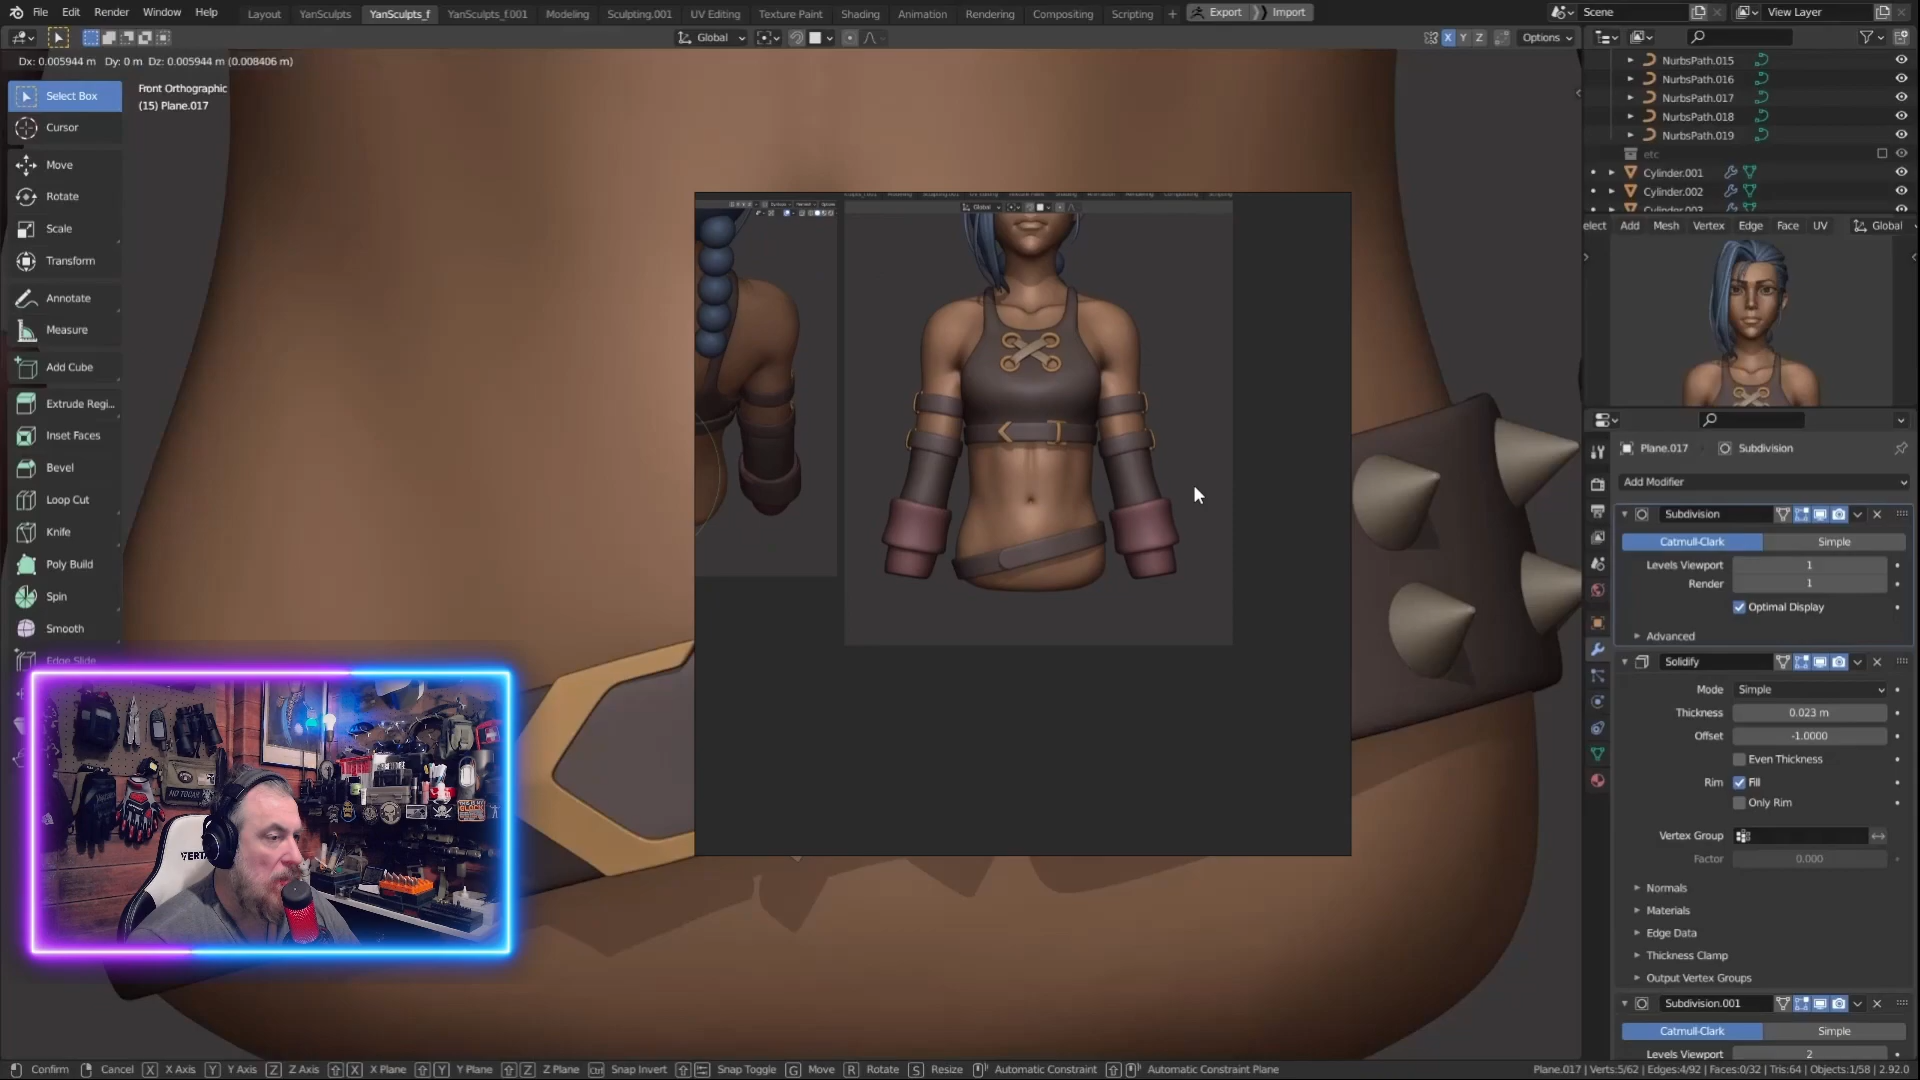 File Edit Render Window Help
Layout YanSculpts YanSculpts_f YanSculpts_f.001 Modeling Sculpting.001 UV Editing Texture Paint Shading Animation Rendering Compositing Scripting
Export Import
Scene View Layer
Global
X Y Z Options
Dx: 0.005944 m Dy: 0 m Dz: 0.005944 m (0.008406 m)
Front Orthographic
(15) Plane.017
Select Box
Cursor
Move
Rotate
Scale
Transform
Annotate
Measure
Add Cube
Extrude Regi...
Inset Faces
Bevel
Loop Cut
Knife
Poly Build
Spin
Smooth
Edge Slide
Global
NurbsPath.015
NurbsPath.016
NurbsPath.017
NurbsPath.018
NurbsPath.019
etc
Cylinder.001
Cylinder.002
Cylinder.003
elect Add Mesh Vertex Edge Face UV Global
Plane.017 Subdivision
Add Modifier
Subdivision
Catmull-Clark Simple
Levels Viewport 1
Render 1
Optimal Display
Advanced
Solidify
Mode Simple
Thickness 0.023 m
Offset -1.0000
Even Thickness
Rim Fill
Only Rim
Vertex Group
Factor 0.000
Normals
Materials
Edge Data
Thickness Clamp
Output Vertex Groups
Subdivision.001
Catmull-Clark Simple
Levels Viewport 2
Confirm Cancel X X Axis Y Y Axis Z Z Axis X X Plane Y Y Plane Z Z Plane Ctrl Snap Invert Snap Toggle G Move R Rotate S Resize Automatic Constraint Automatic Constraint Plane
Plane.017 | Verts:5/62 | Edges:4/92 | Faces:0/32 | Tris:64 | Objects:1/58 | 2.92.0